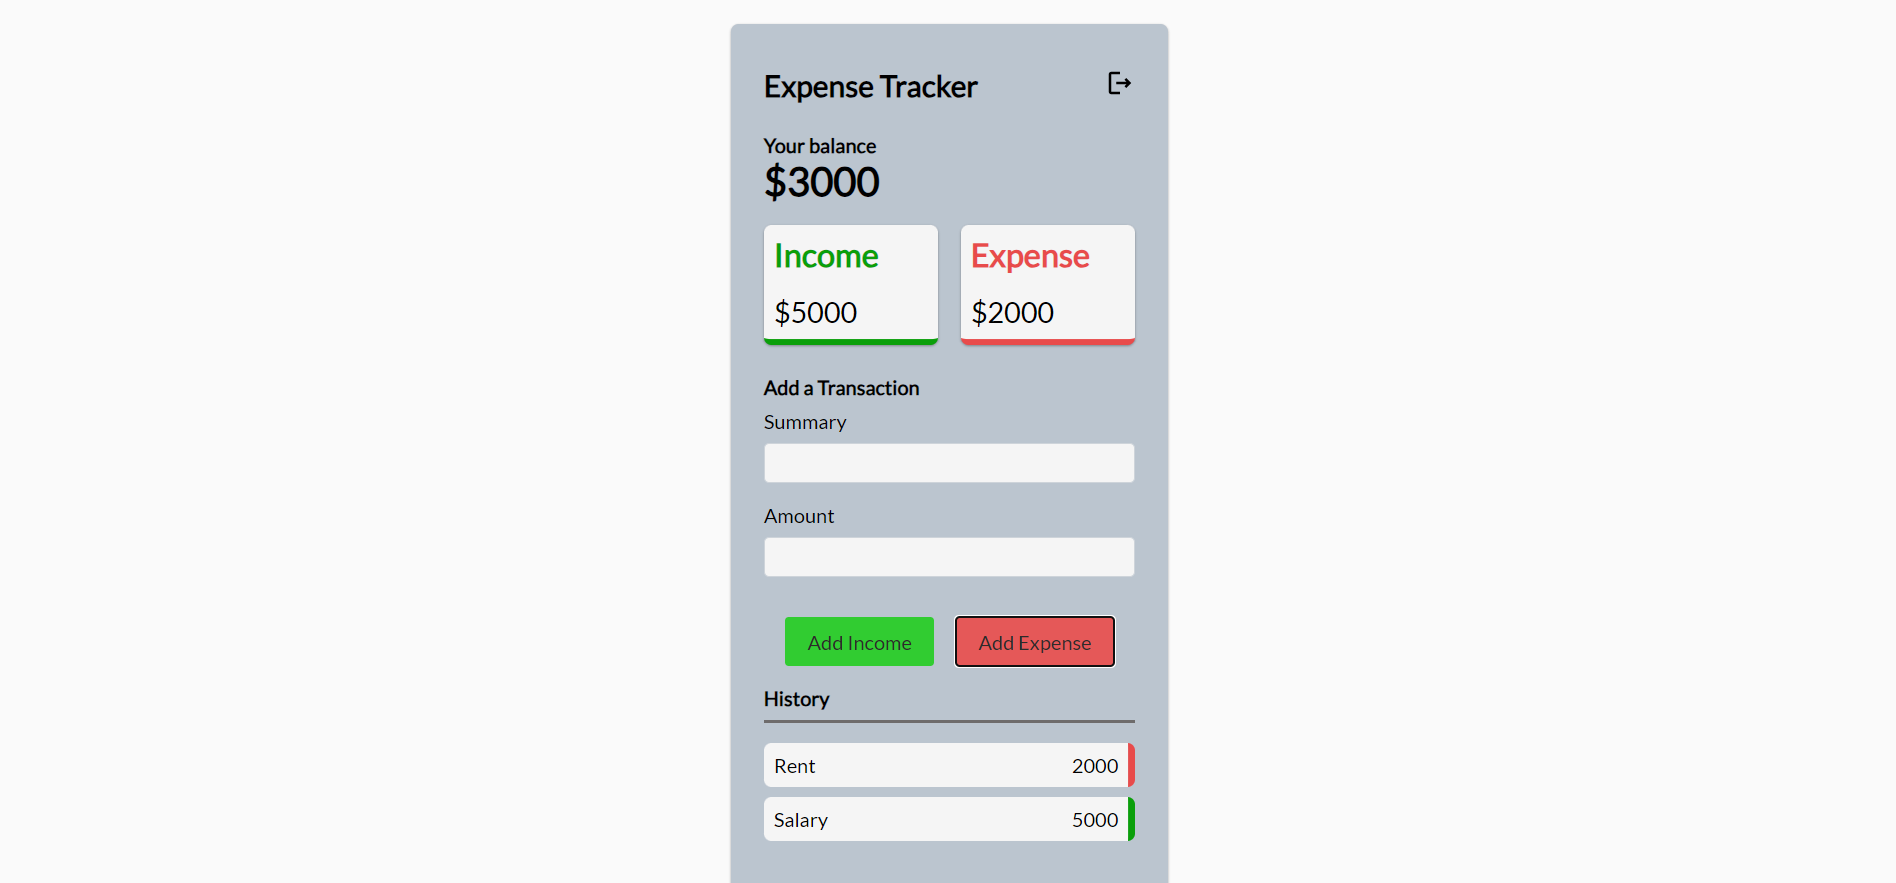 Expense Tracker
Your balance
$3000
Income
$5000
Expense
$2000
Add a Transaction
Summary
Amount
Add Income
Add Expense
History
Rent 2000
Salary 5000